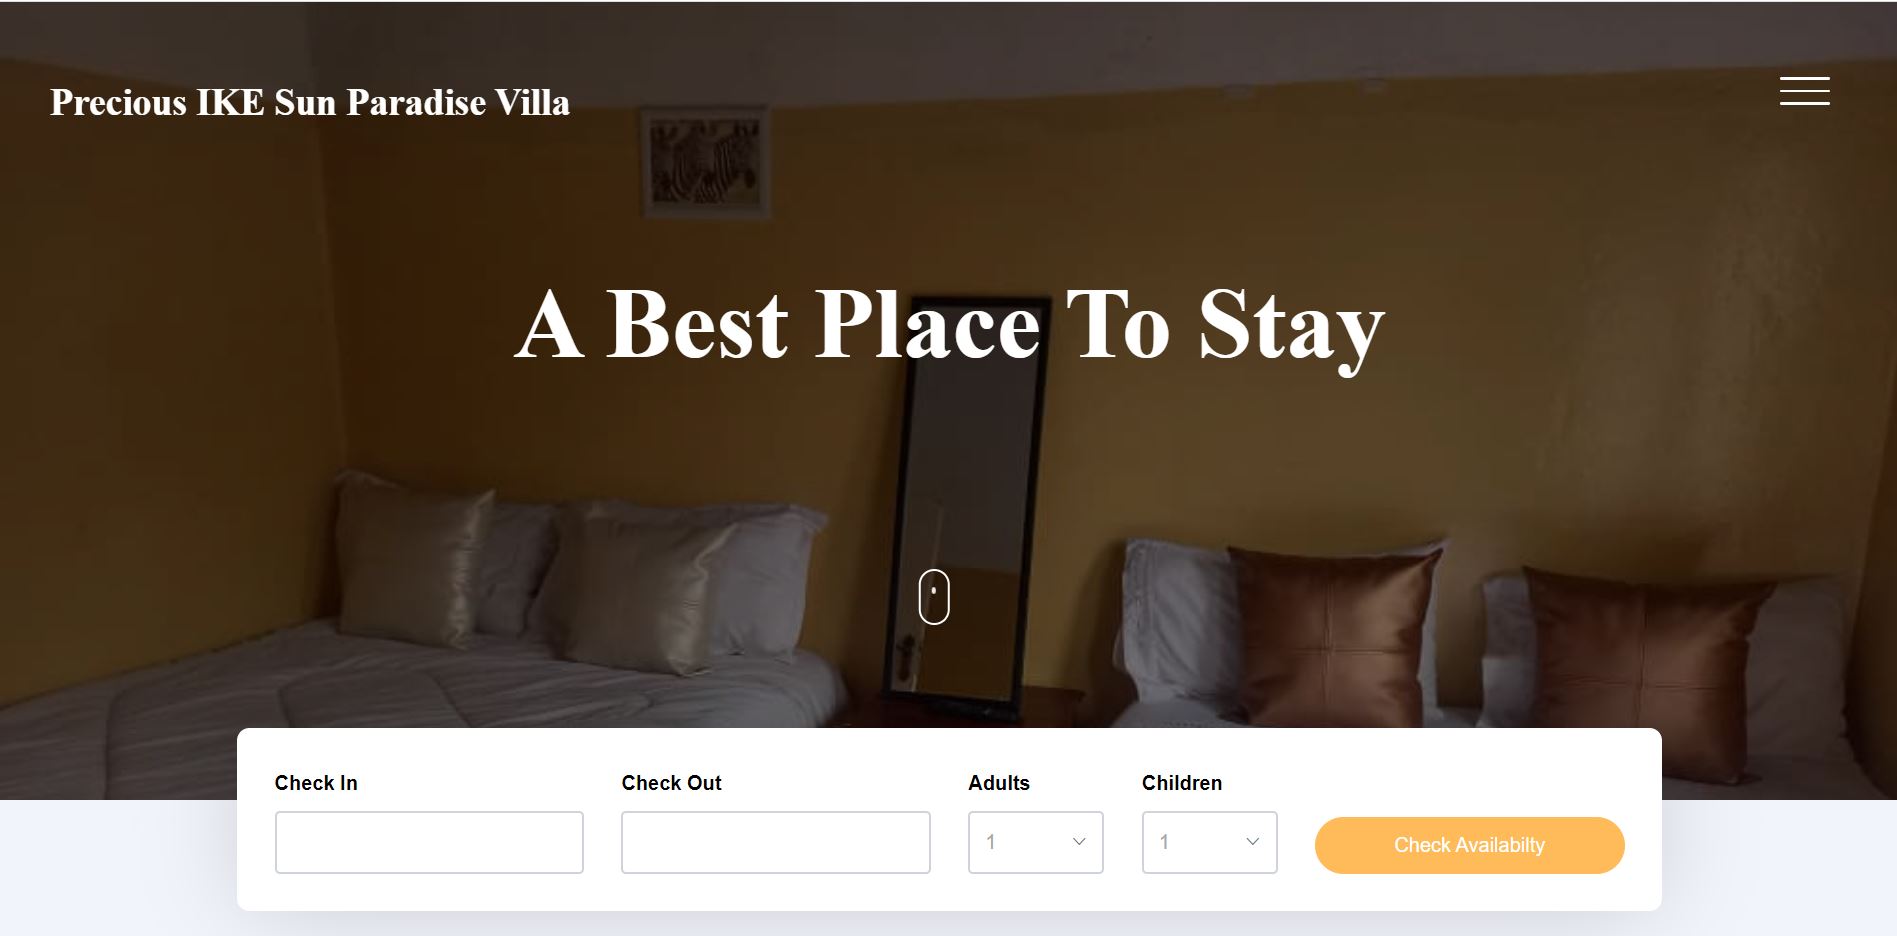 Precious IKE Sun Paradise Villa
A Best Place To Stay
Check In
Check Out
Adults
Children
1
1
Check Availabilty